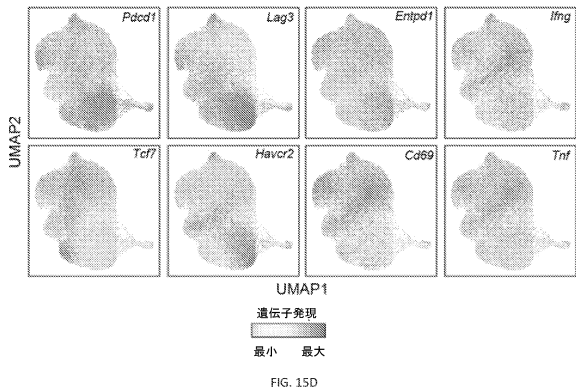 Pdcd1
Lag3
Entpd1
Ifng
Tcf7
Havcr2
Cd69
Tnf
UMAP2
UMAP1
遺伝子発現
最小 最大
FIG. 15D